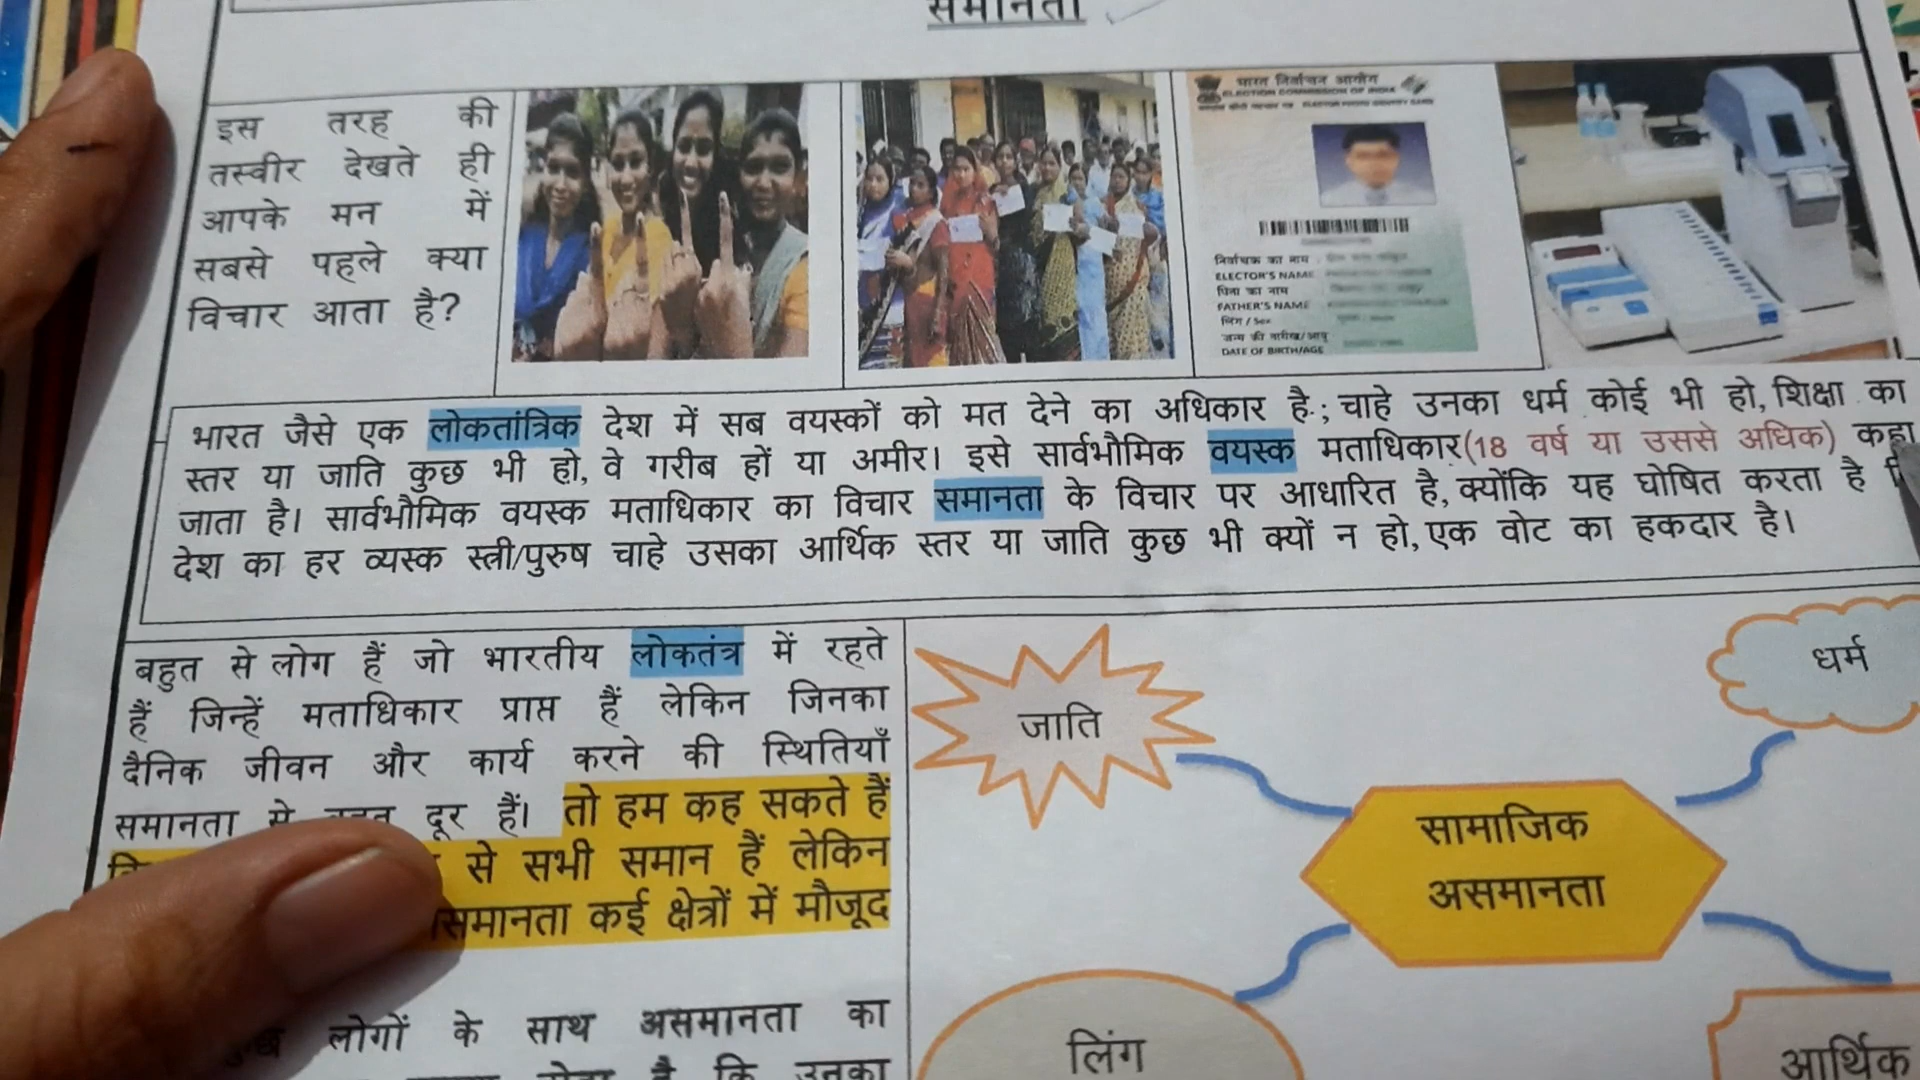 समानता
इस तरह की
तस्वीर देखते ही
आपके मन में
सबसे पहले क्या
विचार आता है?
भारत निर्वाचन आयोग
ELECTION COMMISSION OF INDIA
निर्वाचक का नाम
ELECTOR'S NAME
पिता का नाम
FATHER'S NAME
लिंग / Sex
जन्म की तारीख/आयु
DATE OF BIRTH/AGE
भारत जैसे एक लोकतांत्रिक देश में सब वयस्कों को मत देने का अधिकार है.; चाहे उनका धर्म कोई भी हो, शिक्षा का
स्तर या जाति कुछ भी हो, वे गरीब हों या अमीर। इसे सार्वभौमिक वयस्क मताधिकार(18 वर्ष या उससे अधिक) कहा
जाता है। सार्वभौमिक वयस्क मताधिकार का विचार समानता के विचार पर आधारित है, क्योंकि यह घोषित करता है
देश का हर व्यस्क स्त्री/पुरुष चाहे उसका आर्थिक स्तर या जाति कुछ भी क्यों न हो, एक वोट का हकदार है।
बहुत से लोग हैं जो भारतीय लोकतंत्र में रहते
हैं जिन्हें मताधिकार प्राप्त हैं लेकिन जिनका
दैनिक जीवन और कार्य करने की स्थितियाँ
समानता से बहुत दूर हैं। तो हम कह सकते हैं
से सभी समान हैं लेकिन
समानता कई क्षेत्रों में मौजूद
लोगों के साथ असमानता का
है कि उनका
जाति
धर्म
सामाजिक
असमानता
लिंग
आर्थिक